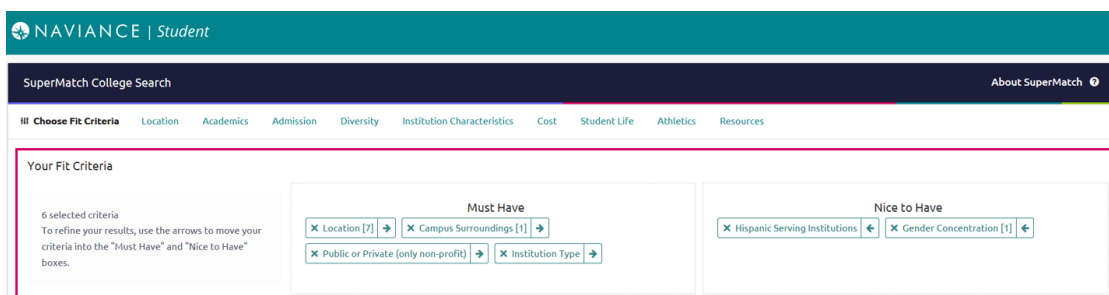 NAVIANCE | Student
SuperMatch College Search
About SuperMatch ?
Choose Fit Criteria Location Academics Admission Diversity Institution Characteristics Cost Student Life Athletics Resources
Your Fit Criteria
6 selected criteria
To refine your results, use the arrows to move your
criteria into the "Must Have" and "Nice to Have"
boxes.
Must Have
× Location [7] → × Campus Surroundings [1] →
× Public or Private (only non-profit) → × Institution Type →
Nice to Have
× Hispanic Serving Institutions ← × Gender Concentration [1] ←